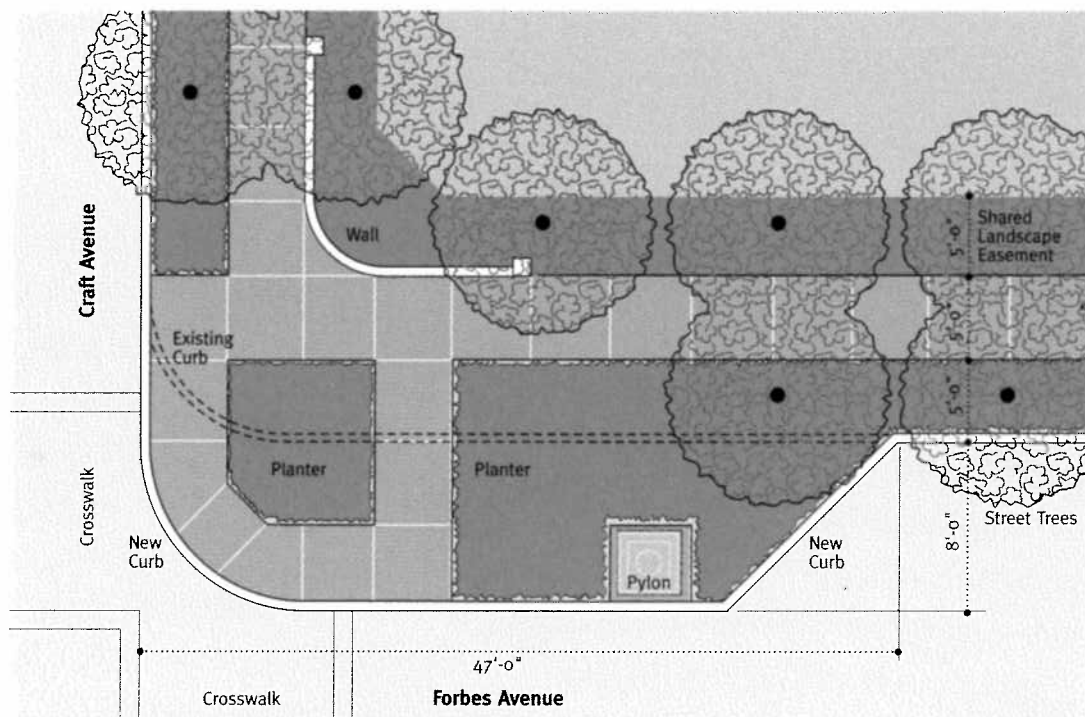 Craft Avenue
Wall
Shared
Landscape
Easement
5'-0"
5'-0"
5'-0"
Existing
Curb
Planter
Planter
Crosswalk
New
Curb
Pylon
New
Curb
Street Trees
8'-0"
47'-0"
Crosswalk
Forbes Avenue